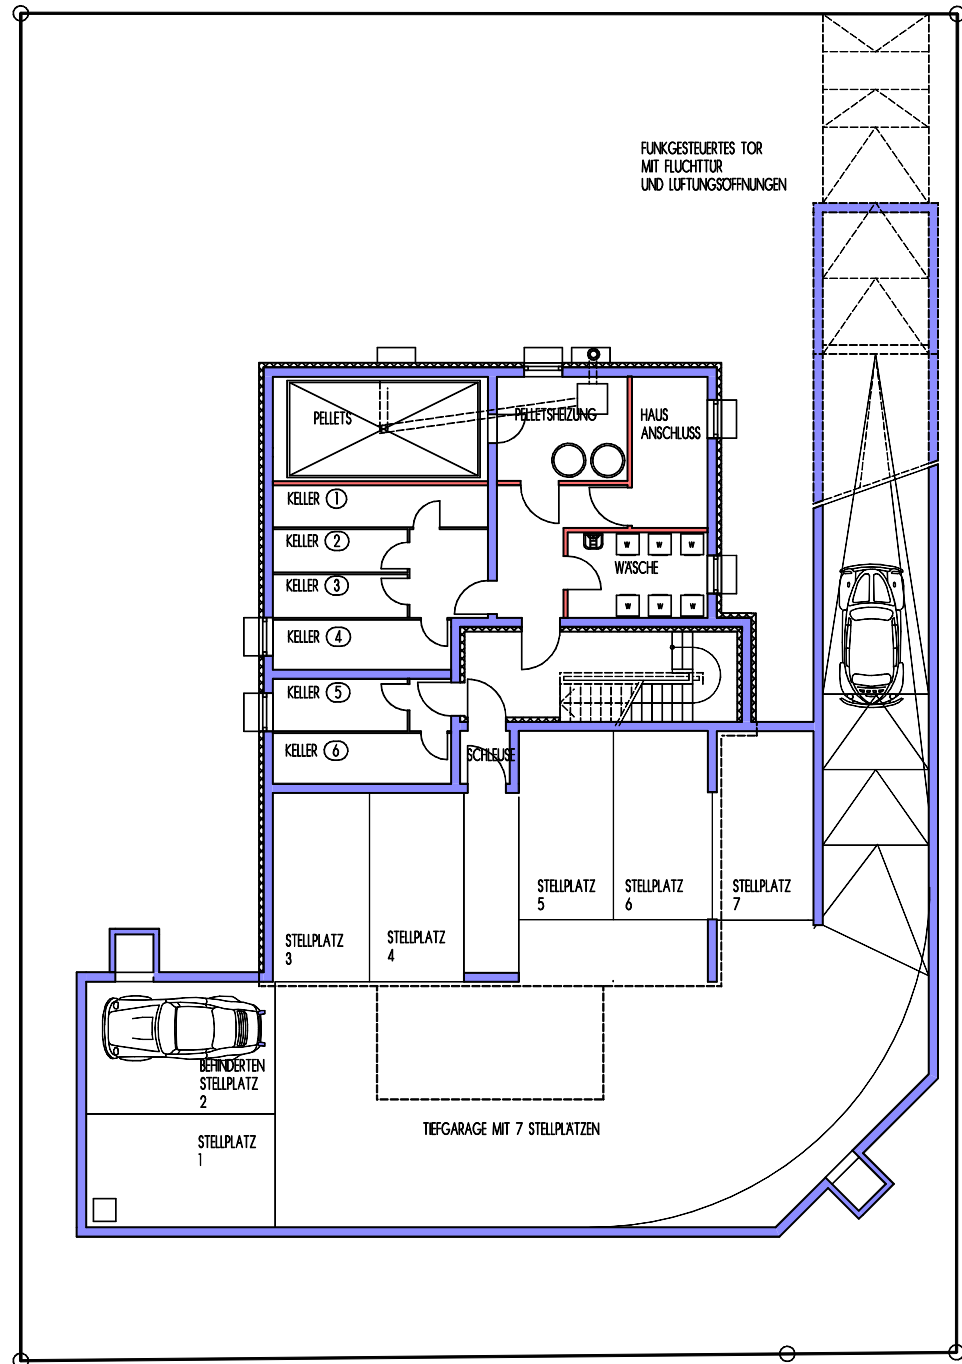 FUNKGESTEUERTES TOR
MIT FLUCHTTÜR
UND LÜFTUNGSÖFFNUNGEN
PELLETS
PELLETSHEIZUNG
HAUS
ANSCHLUSS
KELLER 1
KELLER 2
KELLER 3
KELLER 4
KELLER 5
KELLER 6
W W W
WÄSCHE
W W W
SCHLEUSE
STELLPLATZ
5
STELLPLATZ
6
STELLPLATZ
7
STELLPLATZ
3
STELLPLATZ
4
BEHINDERTEN
STELLPLATZ
2
STELLPLATZ
1
TIEFGARAGE MIT 7 STELLPLÄTZEN